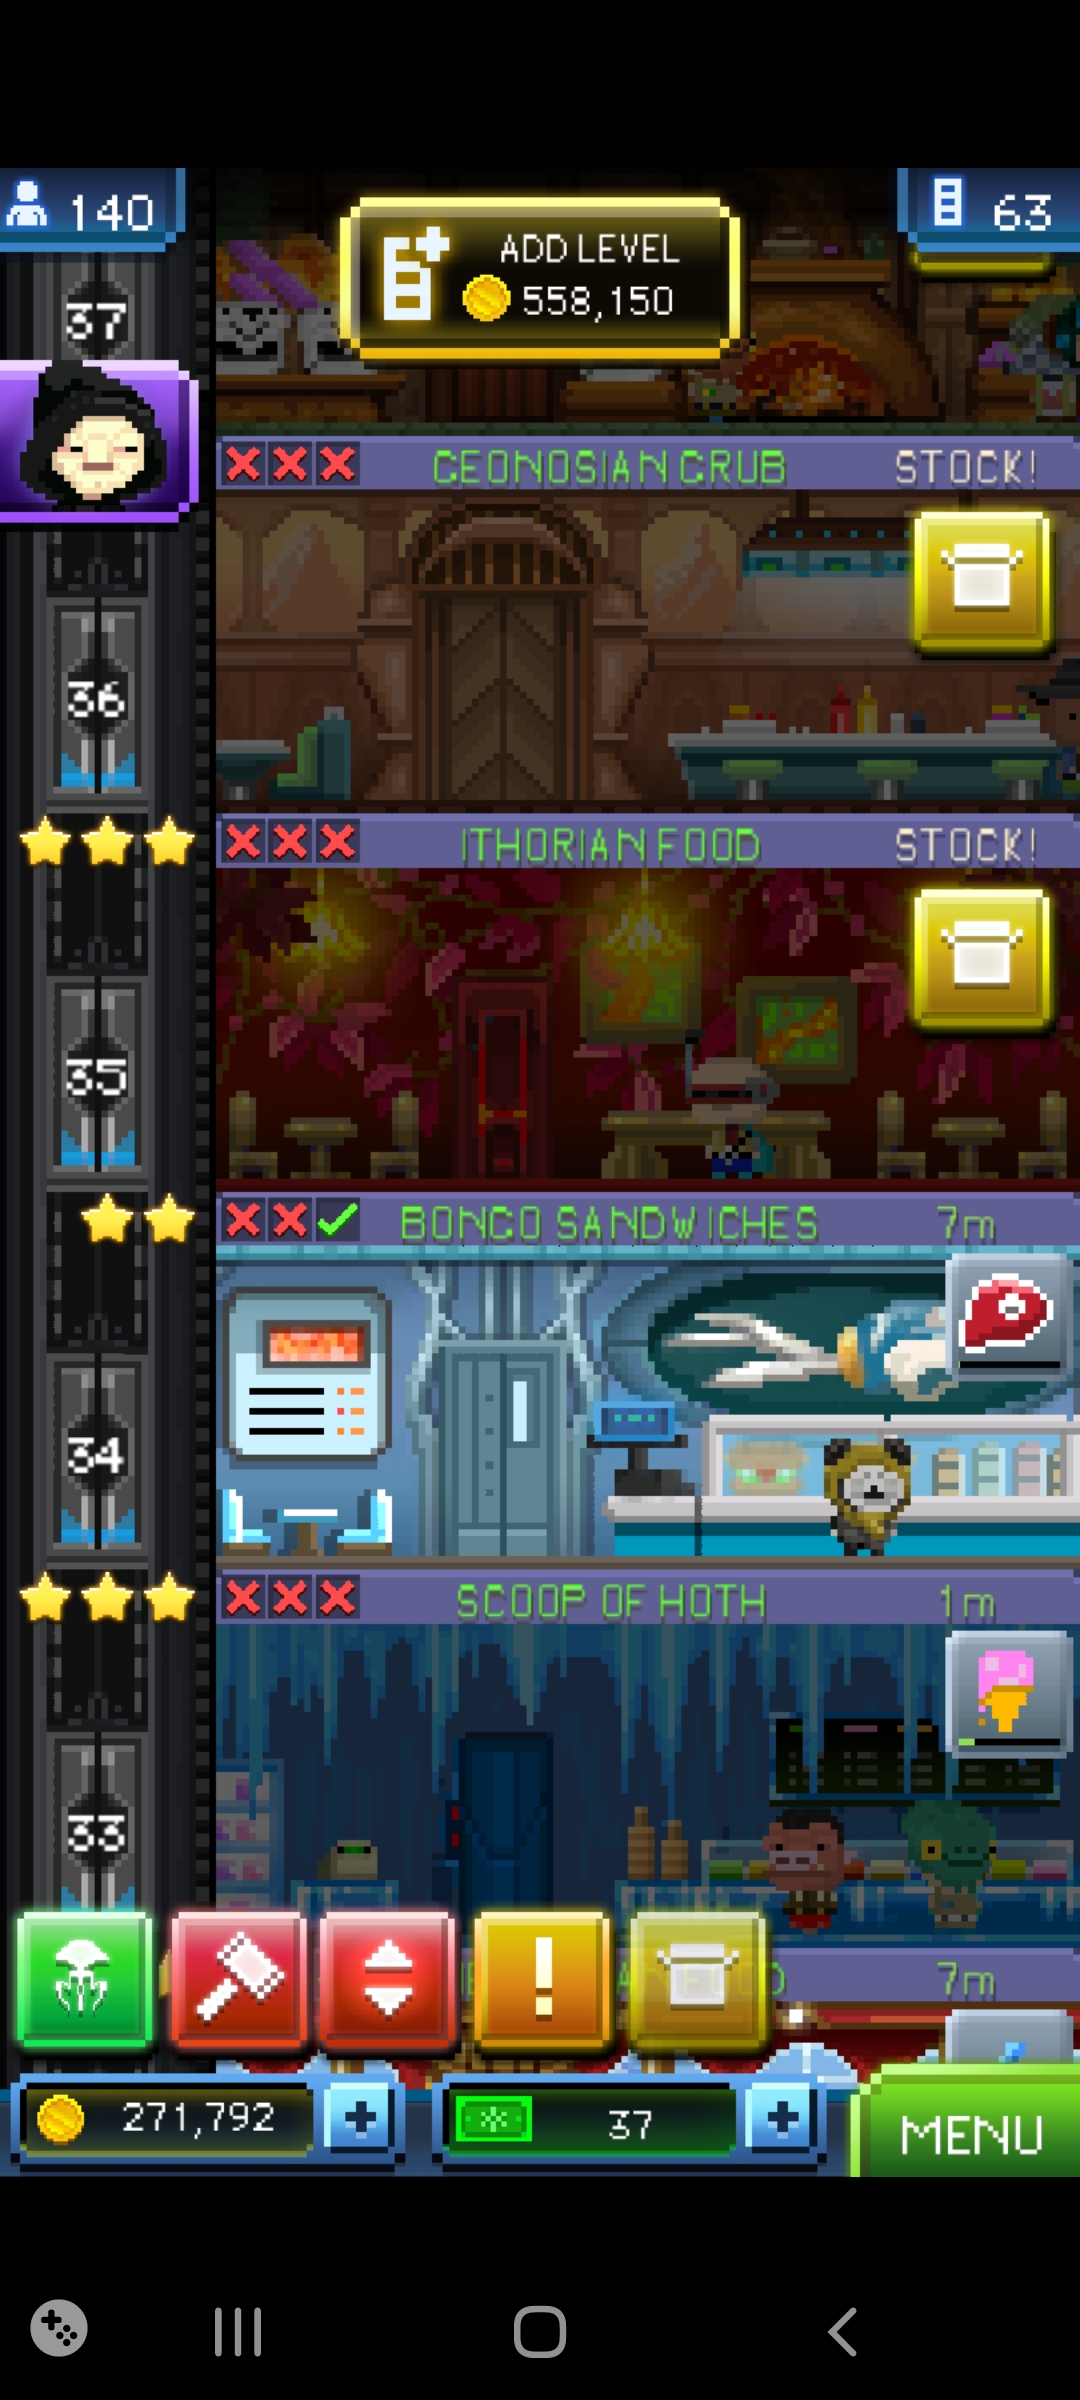 140
63
ADD LEVEL
558,150
37
GEONOSIAN GRUB STOCK!
36
ITHORIAN FOOD STOCK!
35
BONGO SANDWICHES 7m
34
SCOOP OF HOTH 1m
33
7m
271,792
37
MENU